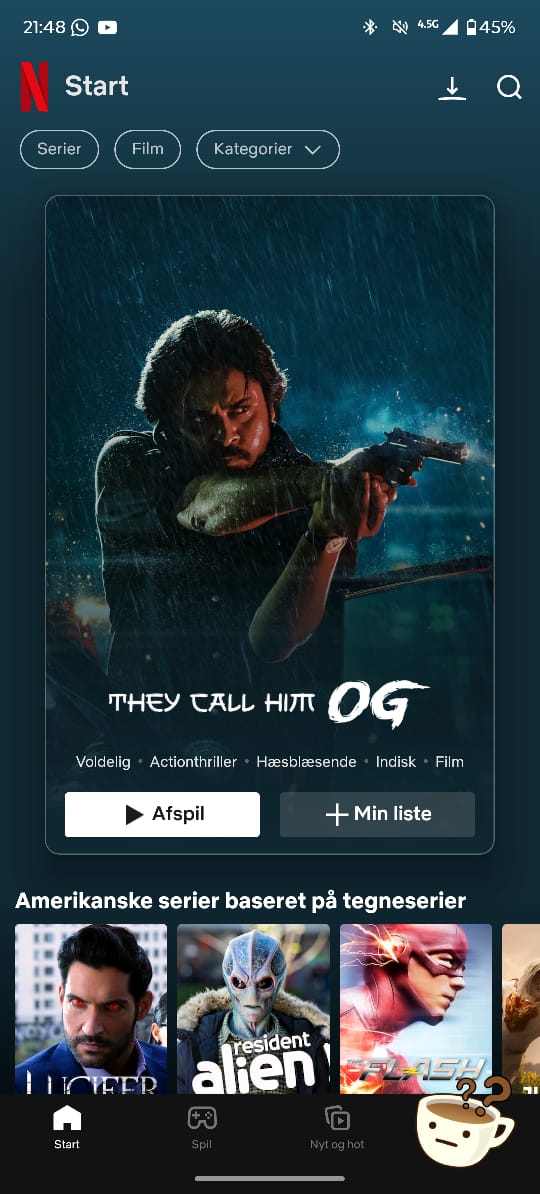 21:48 4.5G 45%
N Start
Serier Film Kategorier
THEY CALL HIM OG
Voldelig • Actionthriller • Hæsblæsende • Indisk • Film
Afspil Min liste
Amerikanske serier baseret på tegneserier
LUCIFER
resident
alien
THE FLASH
??
Start Spil Nyt og hot